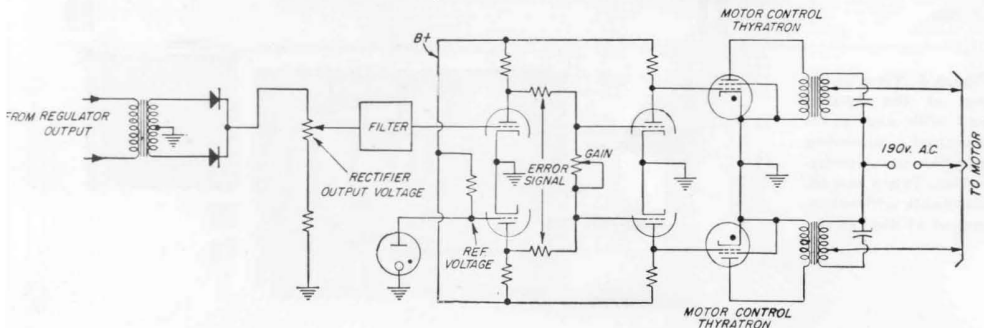 MOTOR CONTROL
THYRATRON
B+
FROM REGULATOR
OUTPUT
FILTER
RECTIFIER
OUTPUT VOLTAGE
ERROR
SIGNAL
GAIN
REF.
VOLTAGE
190v. A.C.
TO MOTOR
MOTOR CONTROL
THYRATRON